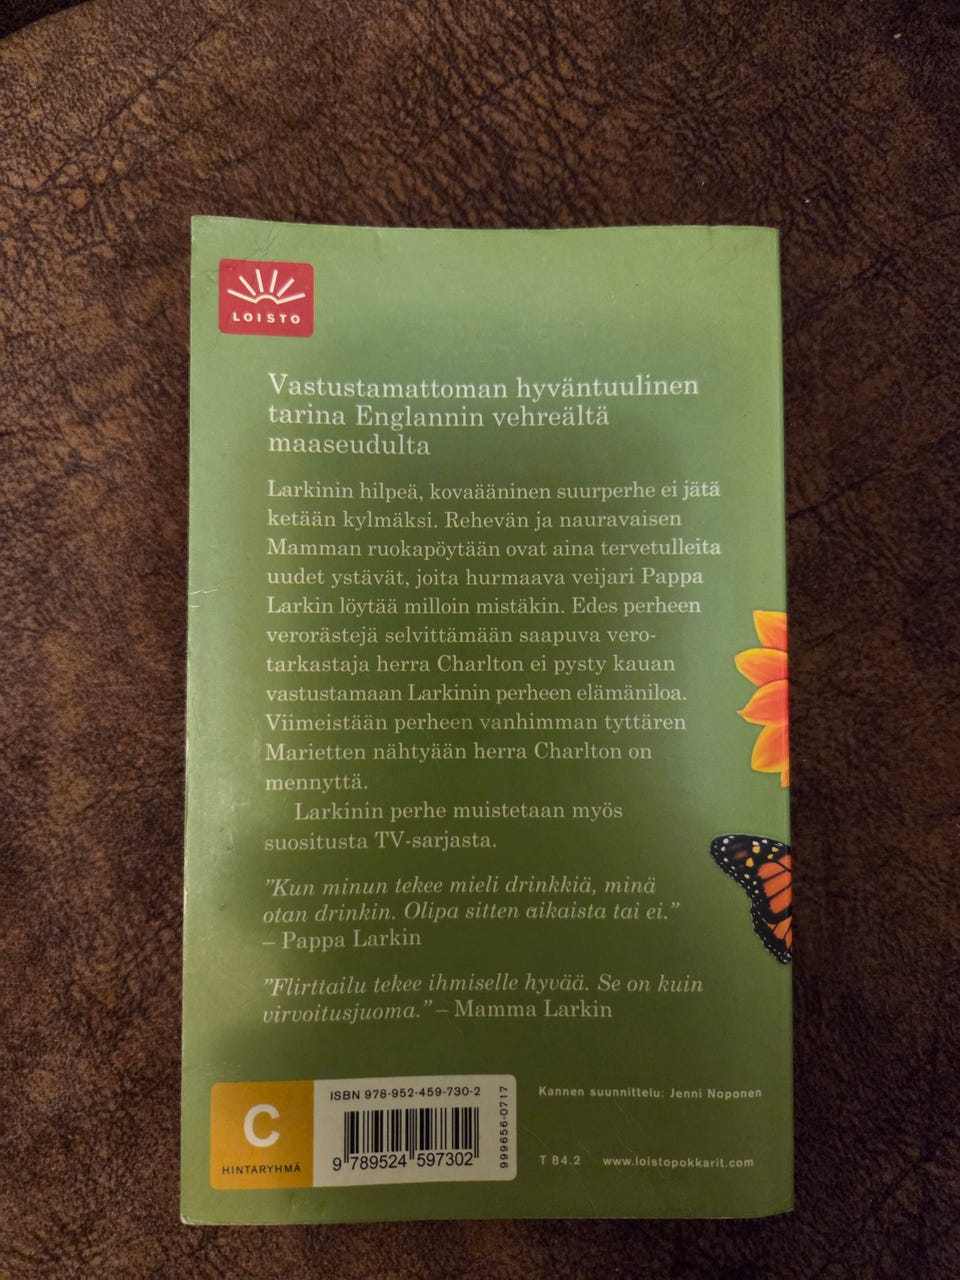 LOISTO
Vastustamattoman hyväntuulinen
tarina Englannin vehreältä
maaseudulta
Larkinin hilpeä, kovaääninen suurperhe ei jätä
ketään kylmäksi. Rehevän ja nauravaisen
Mamman ruokapöytään ovat aina tervetulleita
uudet ystävät, joita hurmaava veijari Pappa
Larkin löytää milloin mistäkin. Edes perheen
verorästejä selvittämään saapuva vero-
tarkastaja herra Charlton ei pysty kauan
vastustamaan Larkinin perheen elämäniloa.
Viimeistään perheen vanhimman tyttären
Marietten nähtyään herra Charlton on
mennyttä.
Larkinin perhe muistetaan myös
suositusta TV-sarjasta.
”Kun minun tekee mieli drinkkiä, minä
otan drinkin. Olipa sitten aikaista tai ei.”
– Pappa Larkin
”Flirttailu tekee ihmiselle hyvää. Se on kuin
virvoitusjuoma.” – Mamma Larkin
C
HINTARYHMÄ
ISBN 978-952-459-730-2
9 789524 597302
999656-0717
Kannen suunnittelu: Jenni Noponen
T 84.2 www.loistopokkarit.com